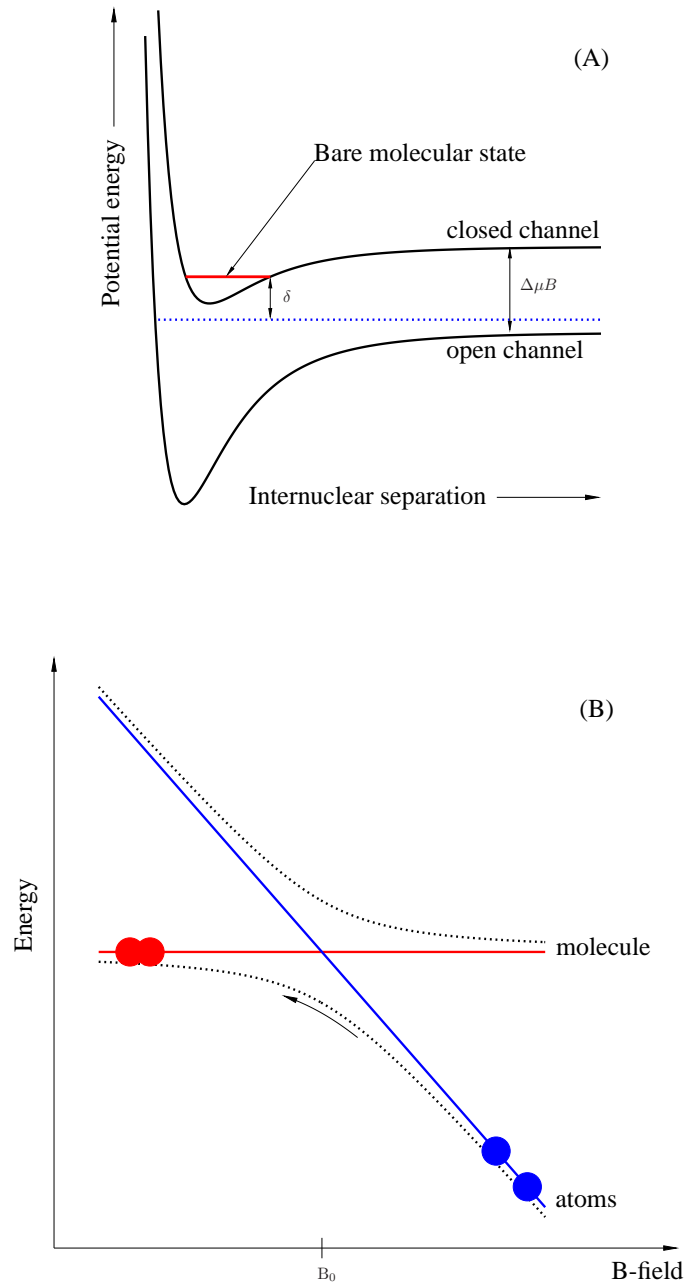 (A)
Potential energy
Bare molecular state
closed channel
δ
ΔμB
open channel
Internuclear separation
(B)
Energy
molecule
atoms
B₀
B-field